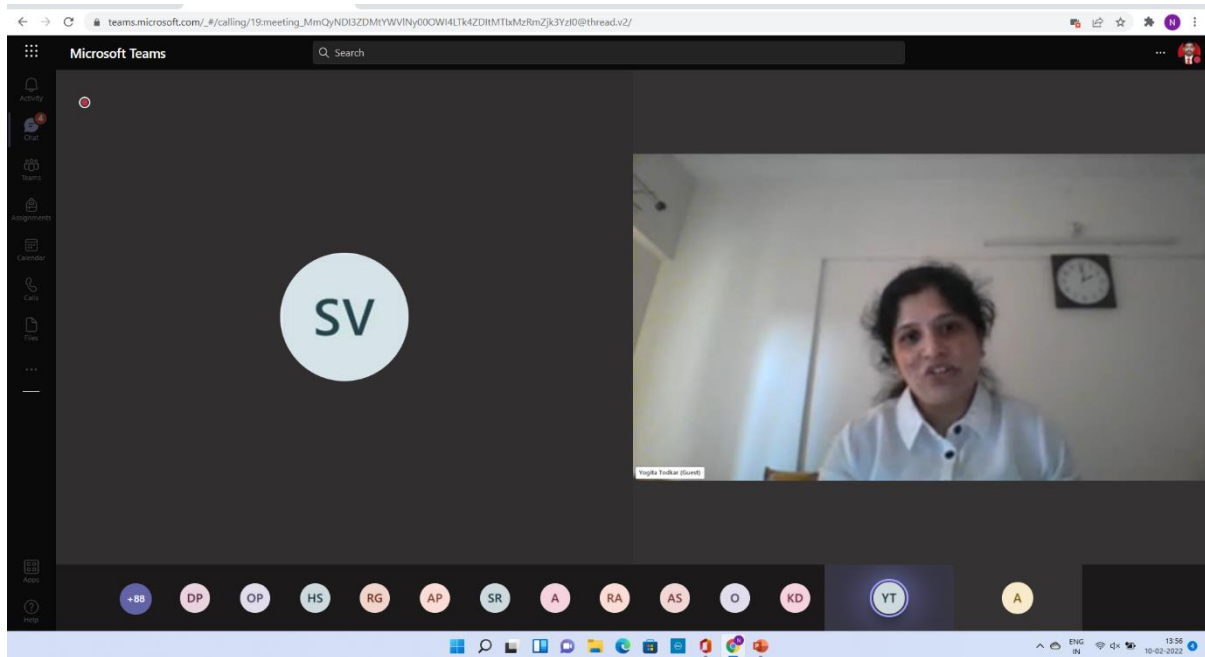 teams.microsoft.com/_#/calling/19:meeting_MmQyNDI3ZDMtYWVlNy00OWI4LTk4ZDItMTIxMzRmZjk3YzI0@thread.v2/
N
Microsoft Teams
Search
Activity
4
Chat
Teams
Assignments
Calendar
Calls
Files
SV
Yogita Todkar (Guest)
Apps
Help
+88
DP
OP
HS
RG
AP
SR
A
RA
AS
O
KD
YT
A
ENG
IN
13:56
10-02-2022
4